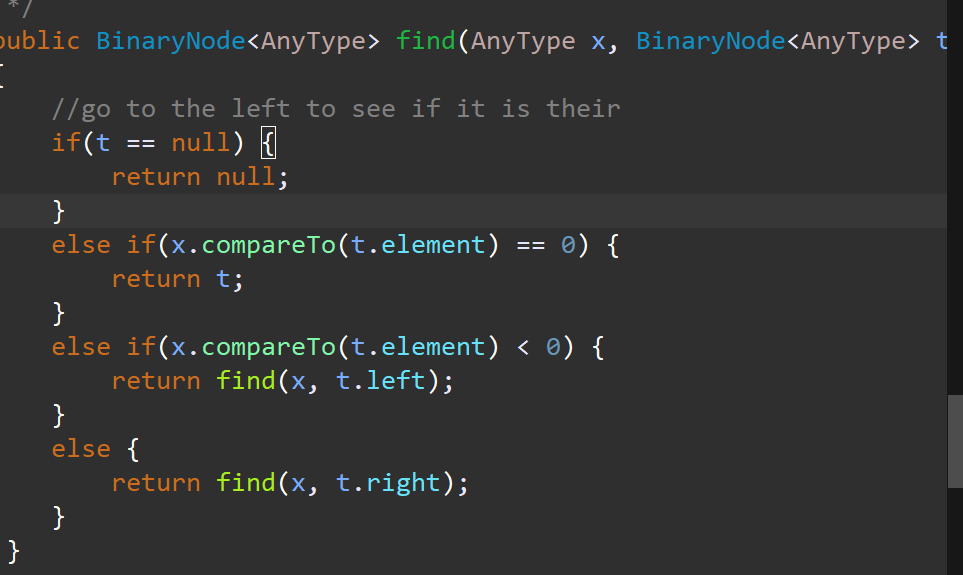 */
public BinaryNode<AnyType> find(AnyType x, BinaryNode<AnyType> t
{
//go to the left to see if it is their
if(t == null) {
return null;
}
else if(x.compareTo(t.element) == 0) {
return t;
}
else if(x.compareTo(t.element) < 0) {
return find(x, t.left);
}
else {
return find(x, t.right);
}
}